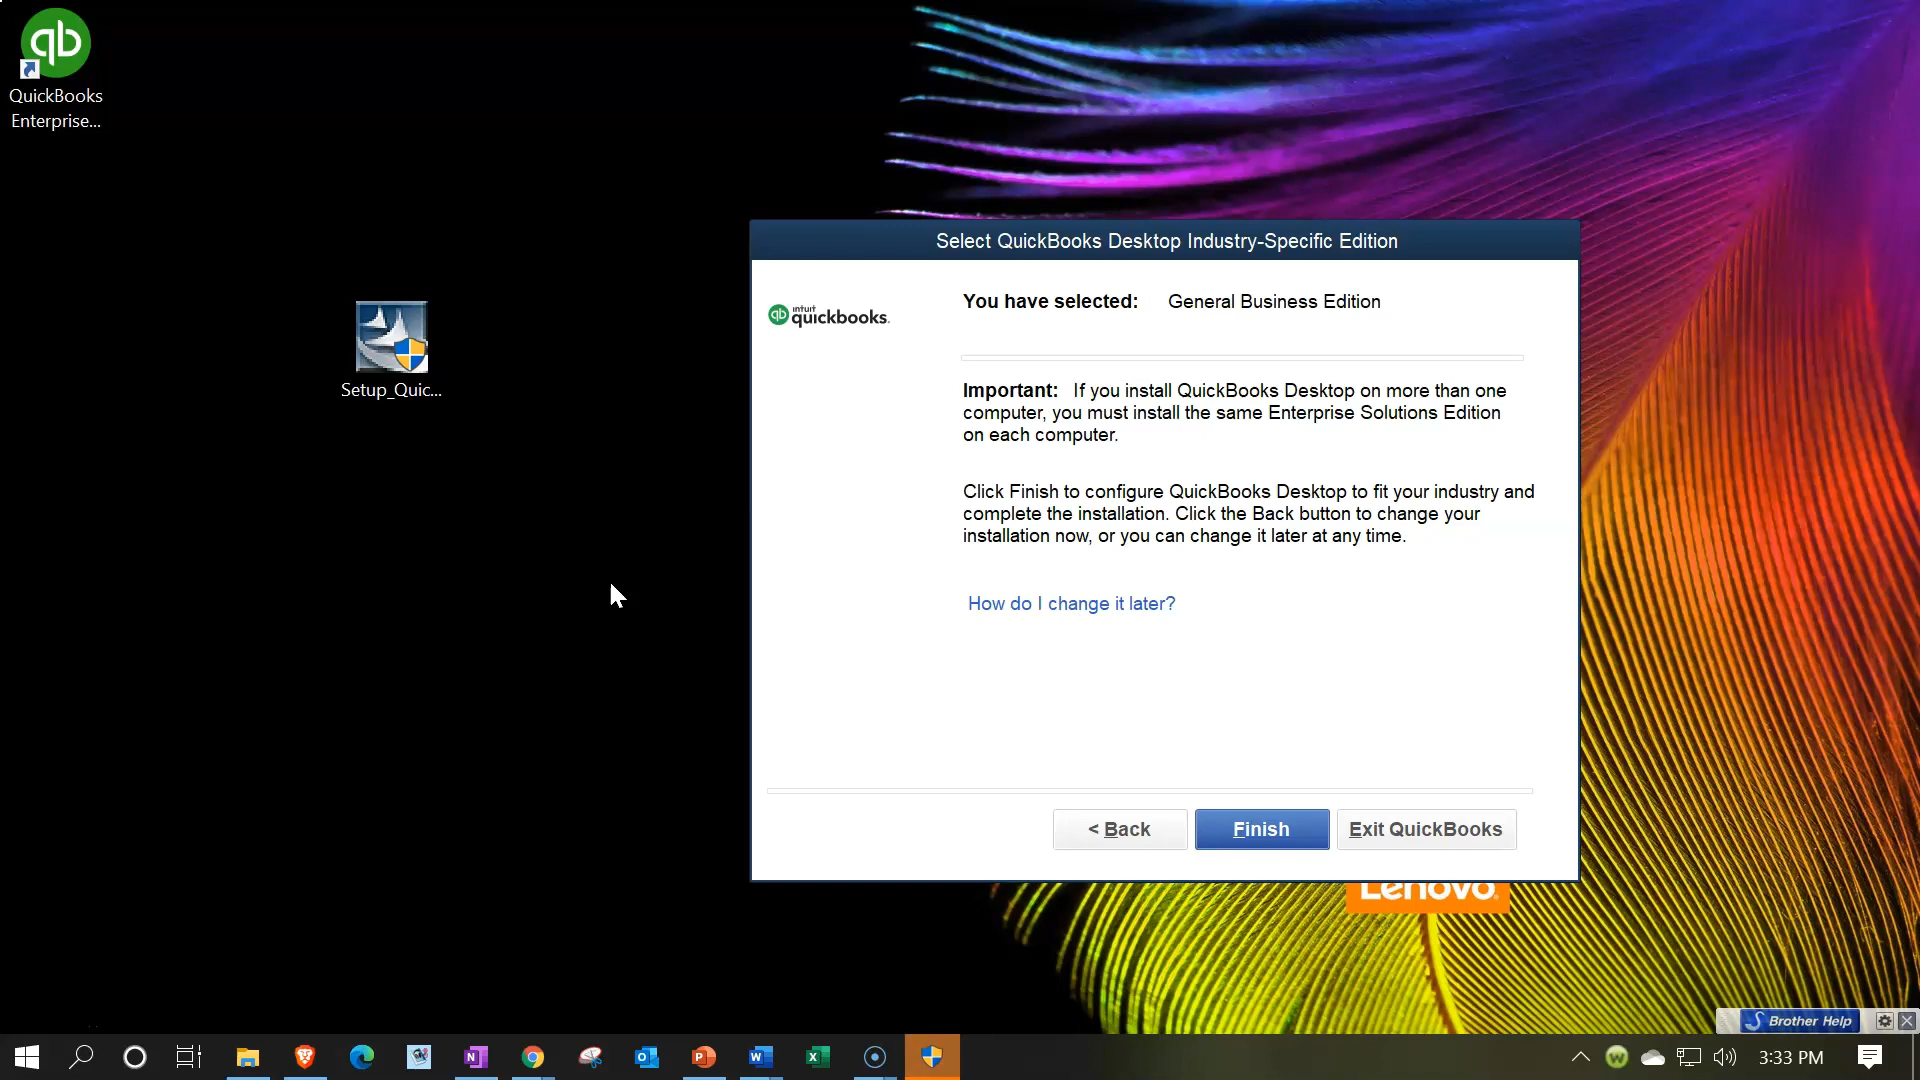 qb
QuickBooks
Enterprise...
Setup_Quic...
Select QuickBooks Desktop Industry-Specific Edition
qb intuit quickbooks.
You have selected: General Business Edition
Important: If you install QuickBooks Desktop on more than one
computer, you must install the same Enterprise Solutions Edition
on each computer.
Click Finish to configure QuickBooks Desktop to fit your industry and
complete the installation. Click the Back button to change your
installation now, or you can change it later at any time.
How do I change it later?
< Back
Finish
Exit QuickBooks
Lenovo
Brother Help
3:33 PM